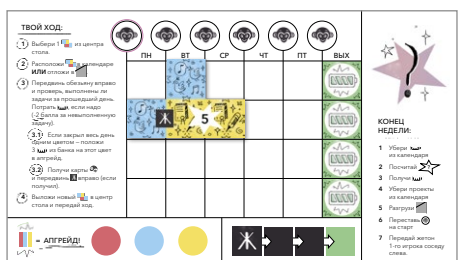 ТВОЙ ХОД:
1 Выбери 1 из центра
стола.
2 Расположи в календаре
ИЛИ отложи в
3 Передвинь обезьяну вправо
и проверь, выполнены ли
задачи за прошедший день.
Потрать, если надо
(-2 балла за невыполненную
задачу).
3.1 Если закрыл весь день
одним цветом – положи
3 из банка на этот цвет
в апгрейд.
3.2 Получи карты
и передвинь вправо (если
получил).
4 Выложи новый в центр
стола и передай ход.
ПН ВТ СР ЧТ ПТ ВЫХ
Ж 5
КОНЕЦ
НЕДЕЛИ:
1 Убери
из календаря
2 Посчитай
3 Получи
4 Убери проекты
из календаря
5 Разгрузи
6 Переставь
на старт
7 Передай жетон
1-го игрока соседу
слева.
= АПГРЕЙД!
Ж